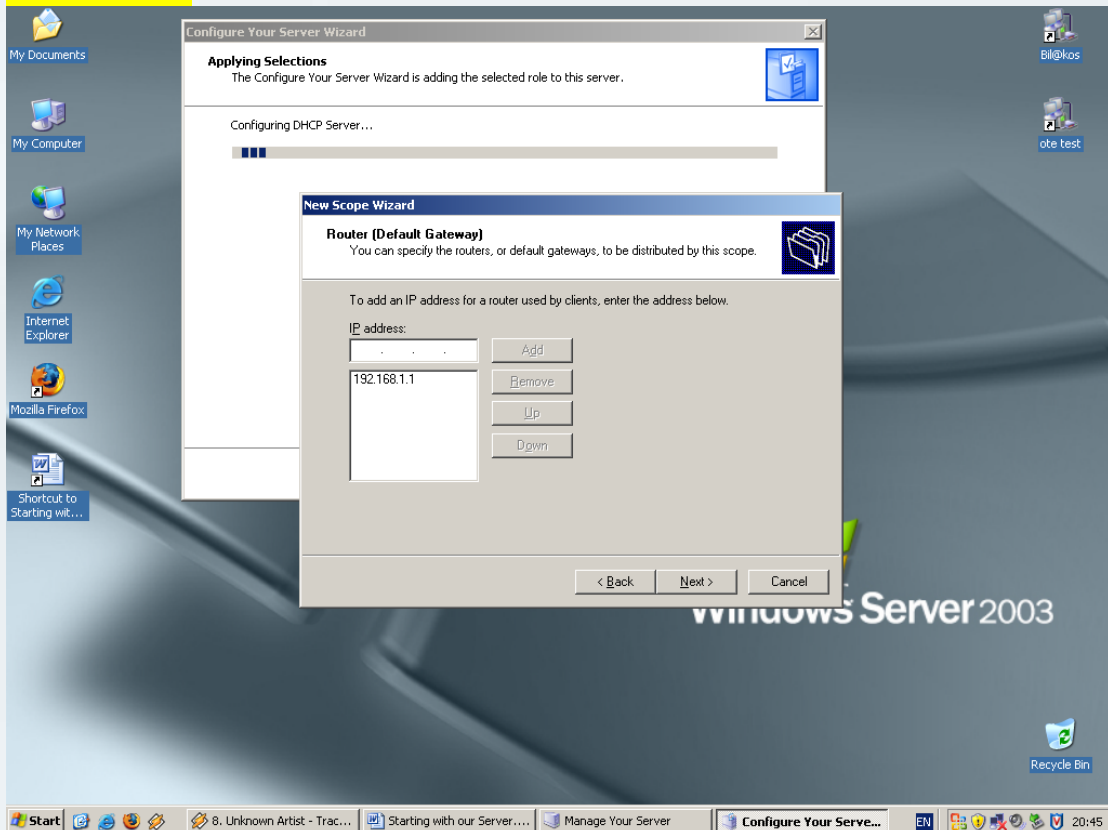 My Documents
My Computer
My Network
Places
Internet
Explorer
Mozilla Firefox
Shortcut to
Starting wit...
Bil@kos
ote test
Configure Your Server Wizard
Applying Selections
The Configure Your Server Wizard is adding the selected role to this server.
Configuring DHCP Server...
New Scope Wizard
Router (Default Gateway)
You can specify the routers, or default gateways, to be distributed by this scope.
To add an IP address for a router used by clients, enter the address below.
IP address:
. . .
Add
192.168.1.1
Remove
Up
Down
< Back Next > Cancel
Windows Server 2003
Recycle Bin
Start 8. Unknown Artist - Trac... Starting with our Server.... Manage Your Server Configure Your Serve... EN 20:45